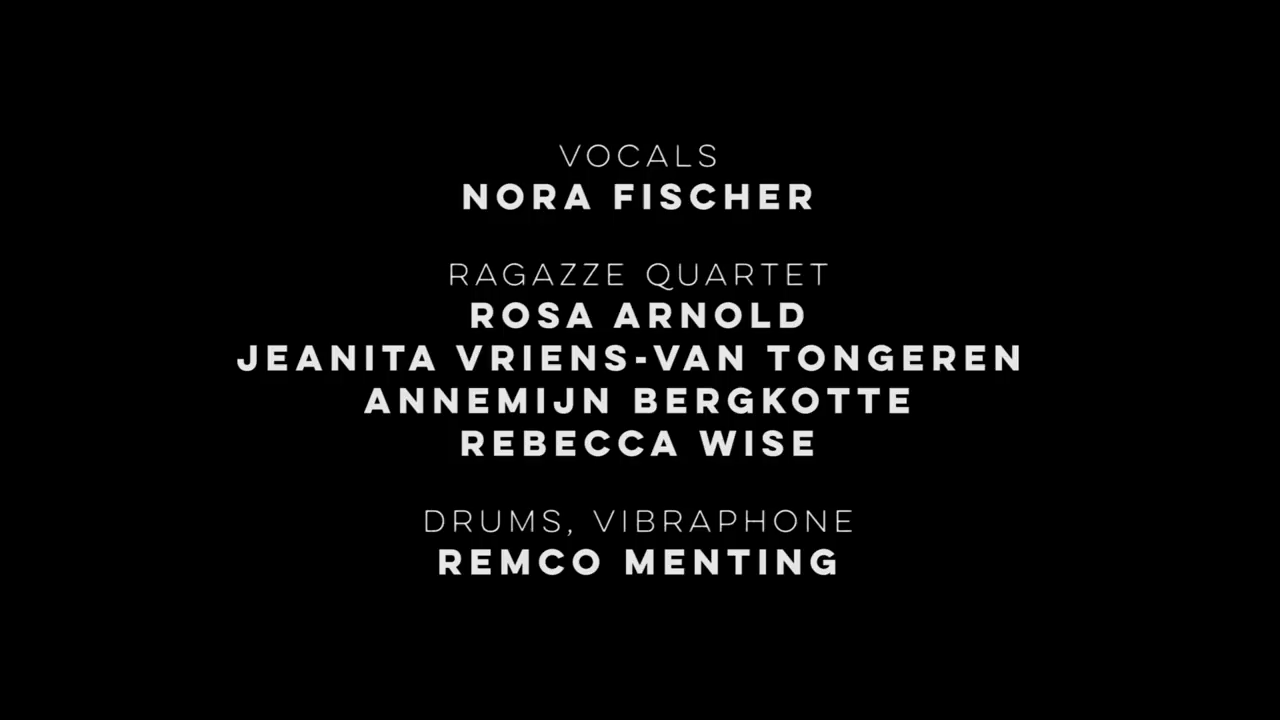 VOCALS
NORA FISCHER
RAGAZZE QUARTET
ROSA ARNOLD
JEANITA VRIENS-VAN TONGEREN
ANNEMIJN BERGKOTTE
REBECCA WISE
DRUMS, VIBRAPHONE
REMCO MENTING